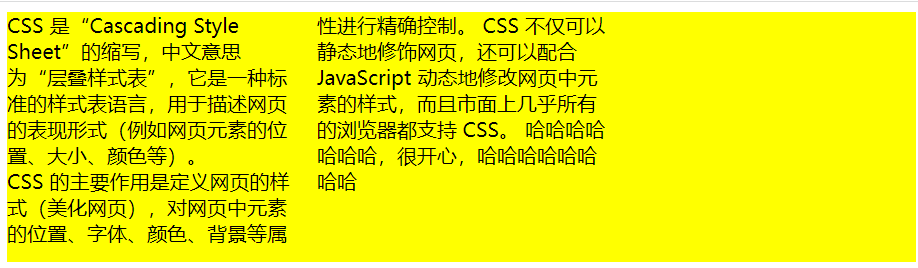 CSS 是“Cascading Style
Sheet”的缩写，中文意思
为“层叠样式表”，它是一种标
准的样式表语言，用于描述网页
的表现形式（例如网页元素的位
置、大小、颜色等）。
CSS 的主要作用是定义网页的样
式（美化网页），对网页中元素
的位置、字体、颜色、背景等属
性进行精确控制。 CSS 不仅可以
静态地修饰网页，还可以配合
JavaScript 动态地修改网页中元
素的样式，而且市面上几乎所有
的浏览器都支持 CSS。 哈哈哈哈
哈哈哈，很开心，哈哈哈哈哈哈
哈哈